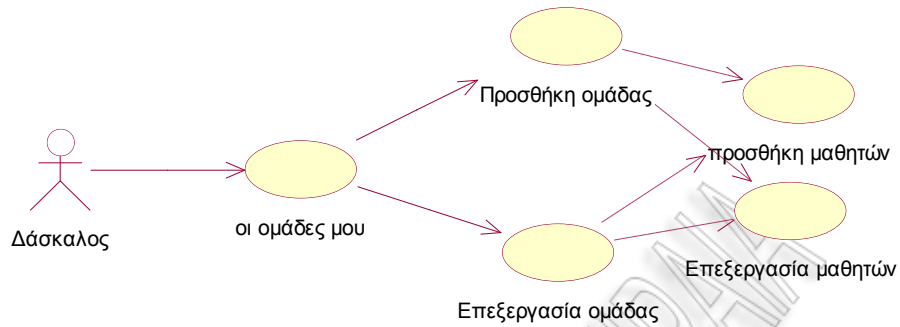 Προσθήκη ομάδας
προσθήκη μαθητών
Δάσκαλος
οι ομάδες μου
Επεξεργασία μαθητών
Επεξεργασία ομάδας